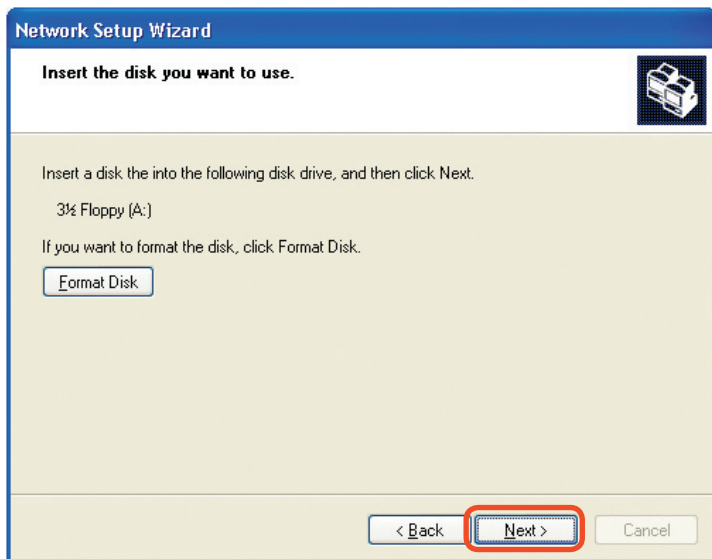 Network Setup Wizard
Insert the disk you want to use.
Insert a disk the into the following disk drive, and then click Next.
3½ Floppy (A:)
If you want to format the disk, click Format Disk.
Format Disk
< Back Next > Cancel